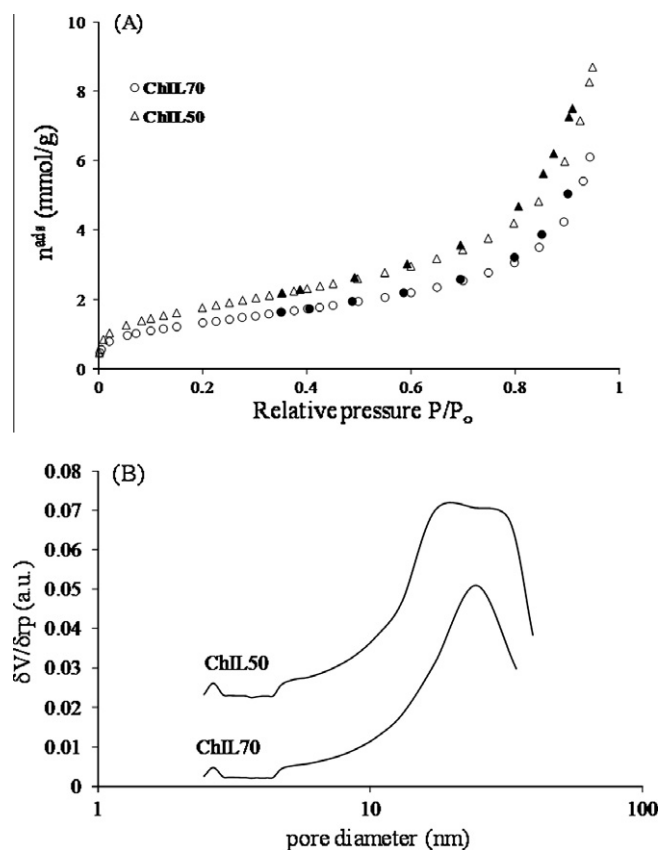 (A)
10
8
6
4
2
0
ChIL70
ChIL50
nᵃᵈˢ (mmol/g)
0 0.2 0.4 0.6 0.8 1
Relative pressure P/Pₒ
(B)
0.08
0.07
0.06
0.05
0.04
0.03
0.02
0.01
0
δV/δrp (a.u.)
ChIL50
ChIL70
1 10 100
pore diameter (nm)